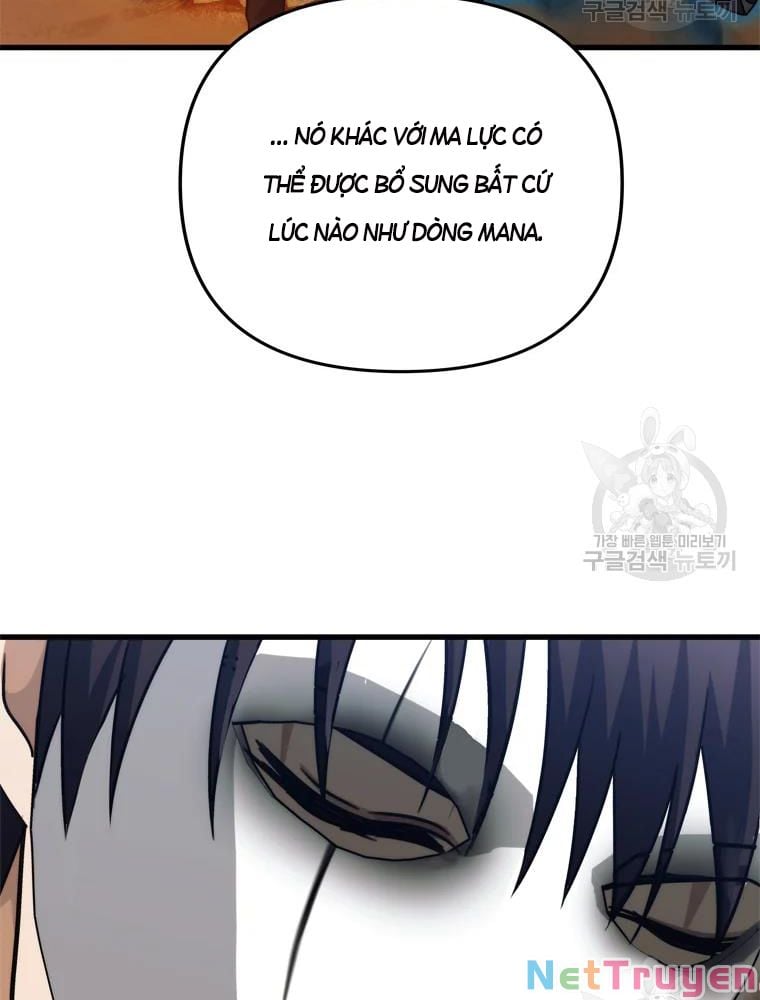 구글검색 뉴토끼
... NÓ KHÁC VỚI MA LỰC CÓ
THỂ ĐƯỢC BỔ SUNG BẤT CỨ
LÚC NÀO NHƯ DÒNG MANA.
가장 빠른 웹툰 미리보기
구글검색 뉴토끼
NetTruyen